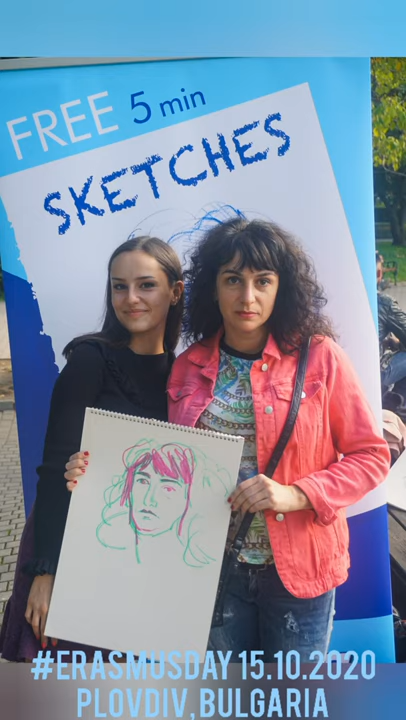 FREE 5 min
SKETCHES
#ERASMUSDAY 15.10.2020
PLOVDIV, BULGARIA